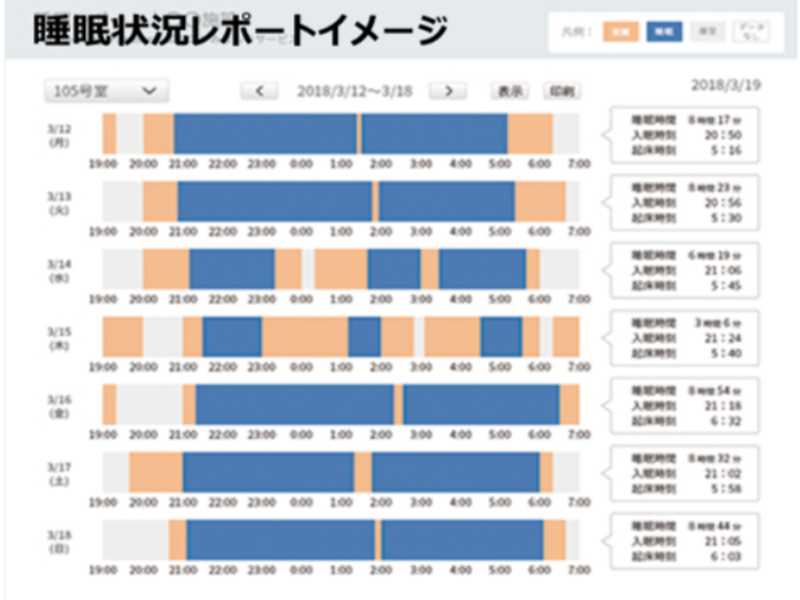 睡眠状況レポートイメージ
凡例： 覚醒 睡眠 離室 データなし
105号室 < 2018/3/12～3/18 > 表示 印刷 2018/3/19
3/12 (月)
19:00 20:00 21:00 22:00 23:00 0:00 1:00 2:00 3:00 4:00 5:00 6:00 7:00
睡眠時間 8時間17分
入眠時刻 20:50
起床時刻 5:16
3/13 (火)
19:00 20:00 21:00 22:00 23:00 0:00 1:00 2:00 3:00 4:00 5:00 6:00 7:00
睡眠時間 8時間23分
入眠時刻 20:56
起床時刻 5:30
3/14 (水)
19:00 20:00 21:00 22:00 23:00 0:00 1:00 2:00 3:00 4:00 5:00 6:00 7:00
睡眠時間 6時間19分
入眠時刻 21:06
起床時刻 5:45
3/15 (木)
19:00 20:00 21:00 22:00 23:00 0:00 1:00 2:00 3:00 4:00 5:00 6:00 7:00
睡眠時間 3時間6分
入眠時刻 21:24
起床時刻 5:40
3/16 (金)
19:00 20:00 21:00 22:00 23:00 0:00 1:00 2:00 3:00 4:00 5:00 6:00 7:00
睡眠時間 8時間54分
入眠時刻 21:18
起床時刻 6:32
3/17 (土)
19:00 20:00 21:00 22:00 23:00 0:00 1:00 2:00 3:00 4:00 5:00 6:00 7:00
睡眠時間 8時間32分
入眠時刻 21:02
起床時刻 5:58
3/18 (日)
19:00 20:00 21:00 22:00 23:00 0:00 1:00 2:00 3:00 4:00 5:00 6:00 7:00
睡眠時間 8時間44分
入眠時刻 21:05
起床時刻 6:03